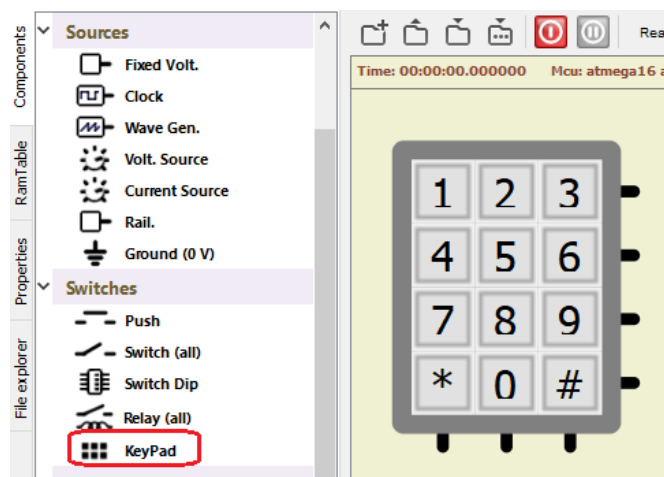 Components
RamTable
Properties
File explorer
Sources
Fixed Volt.
Clock
Wave Gen.
Volt. Source
Current Source
Rail.
Ground (0 V)
Switches
Push
Switch (all)
Switch Dip
Relay (all)
KeyPad
Time: 00:00:00.000000 Mcu: atmega16
1 2 3
4 5 6
7 8 9
* 0 #